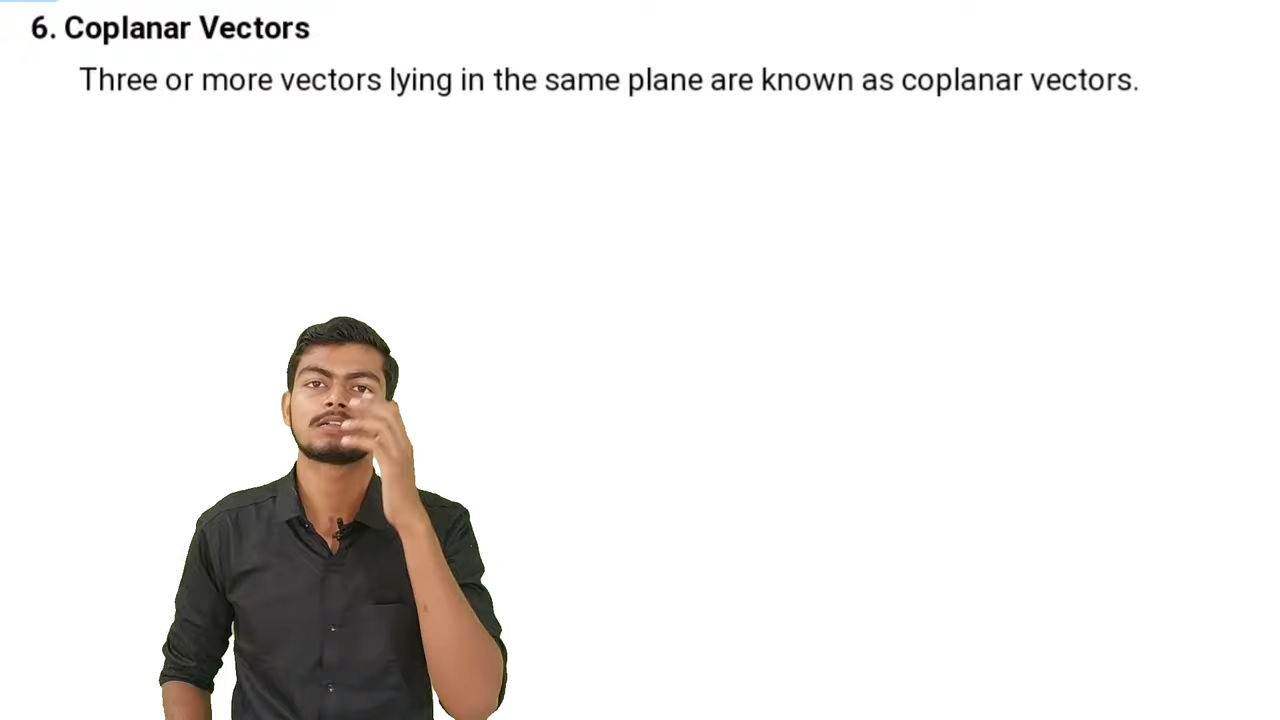 6. Coplanar Vectors
Three or more vectors lying in the same plane are known as coplanar vectors.